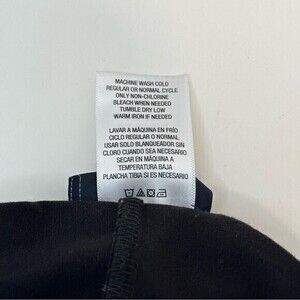 MACHINE WASH COLD
REGULAR OR NORMAL CYCLE
ONLY NON-CHLORINE
BLEACH WHEN NEEDED
TUMBLE DRY LOW
WARM IRON IF NEEDED
LAVAR A MÁQUINA EN FRÍO
CICLO REGULAR O NORMAL
USAR SOLO BLANQUEADOR SIN
CLORO CUANDO SEA NECESARIO
SECAR EN MÁQUINA A
TEMPERATURA BAJA
PLANCHA TIBIA SI ES NECESARIO